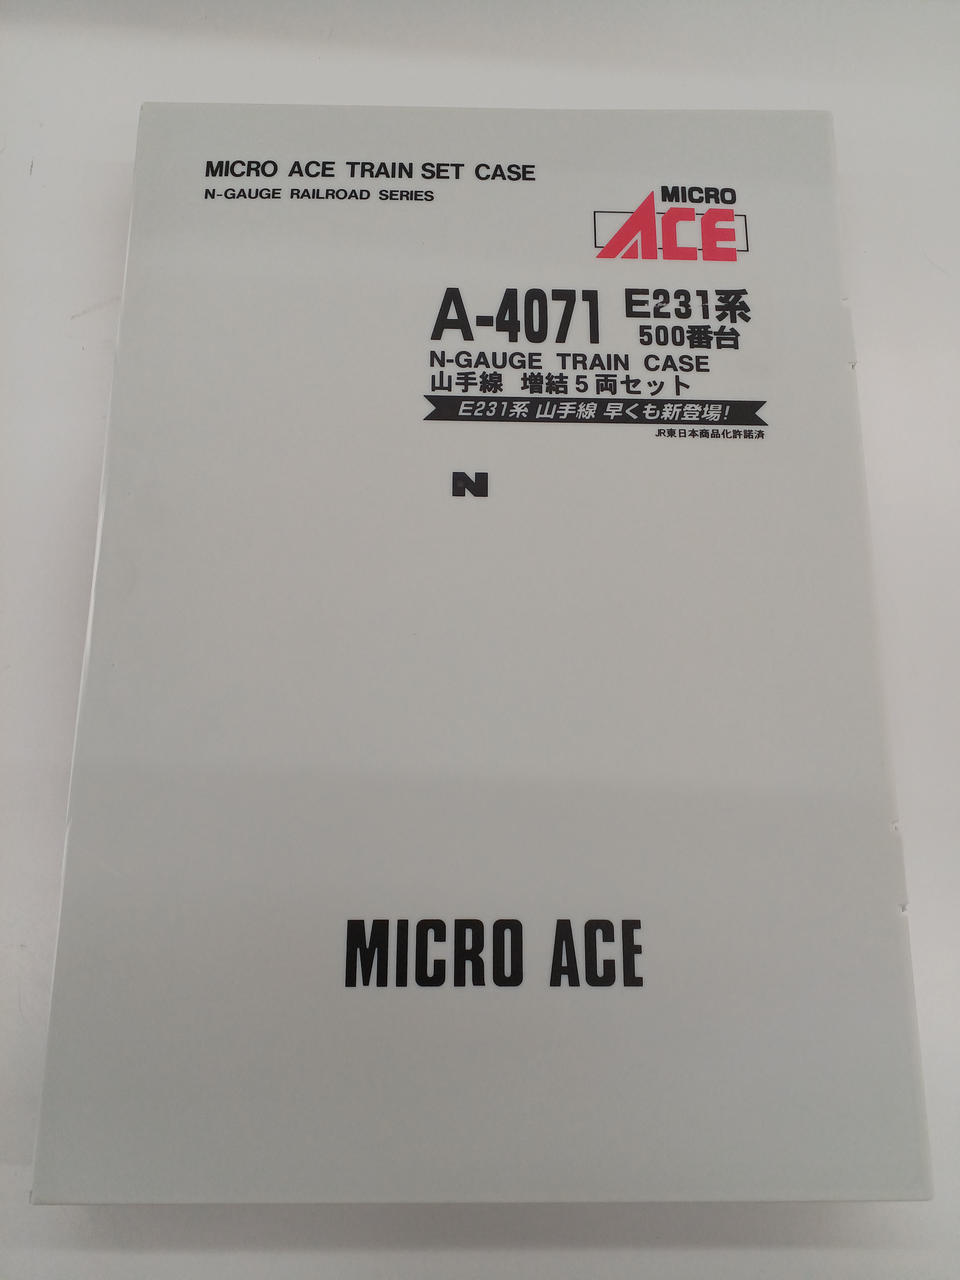 MICRO ACE TRAIN SET CASE
N-GAUGE RAILROAD SERIES
MICRO
ACE
A-4071 E231系
500番台
N-GAUGE TRAIN CASE
山手線 増結5両セット
E231系 山手線 早くも新登場!
JR東日本商品化許諾済
N
MICRO ACE